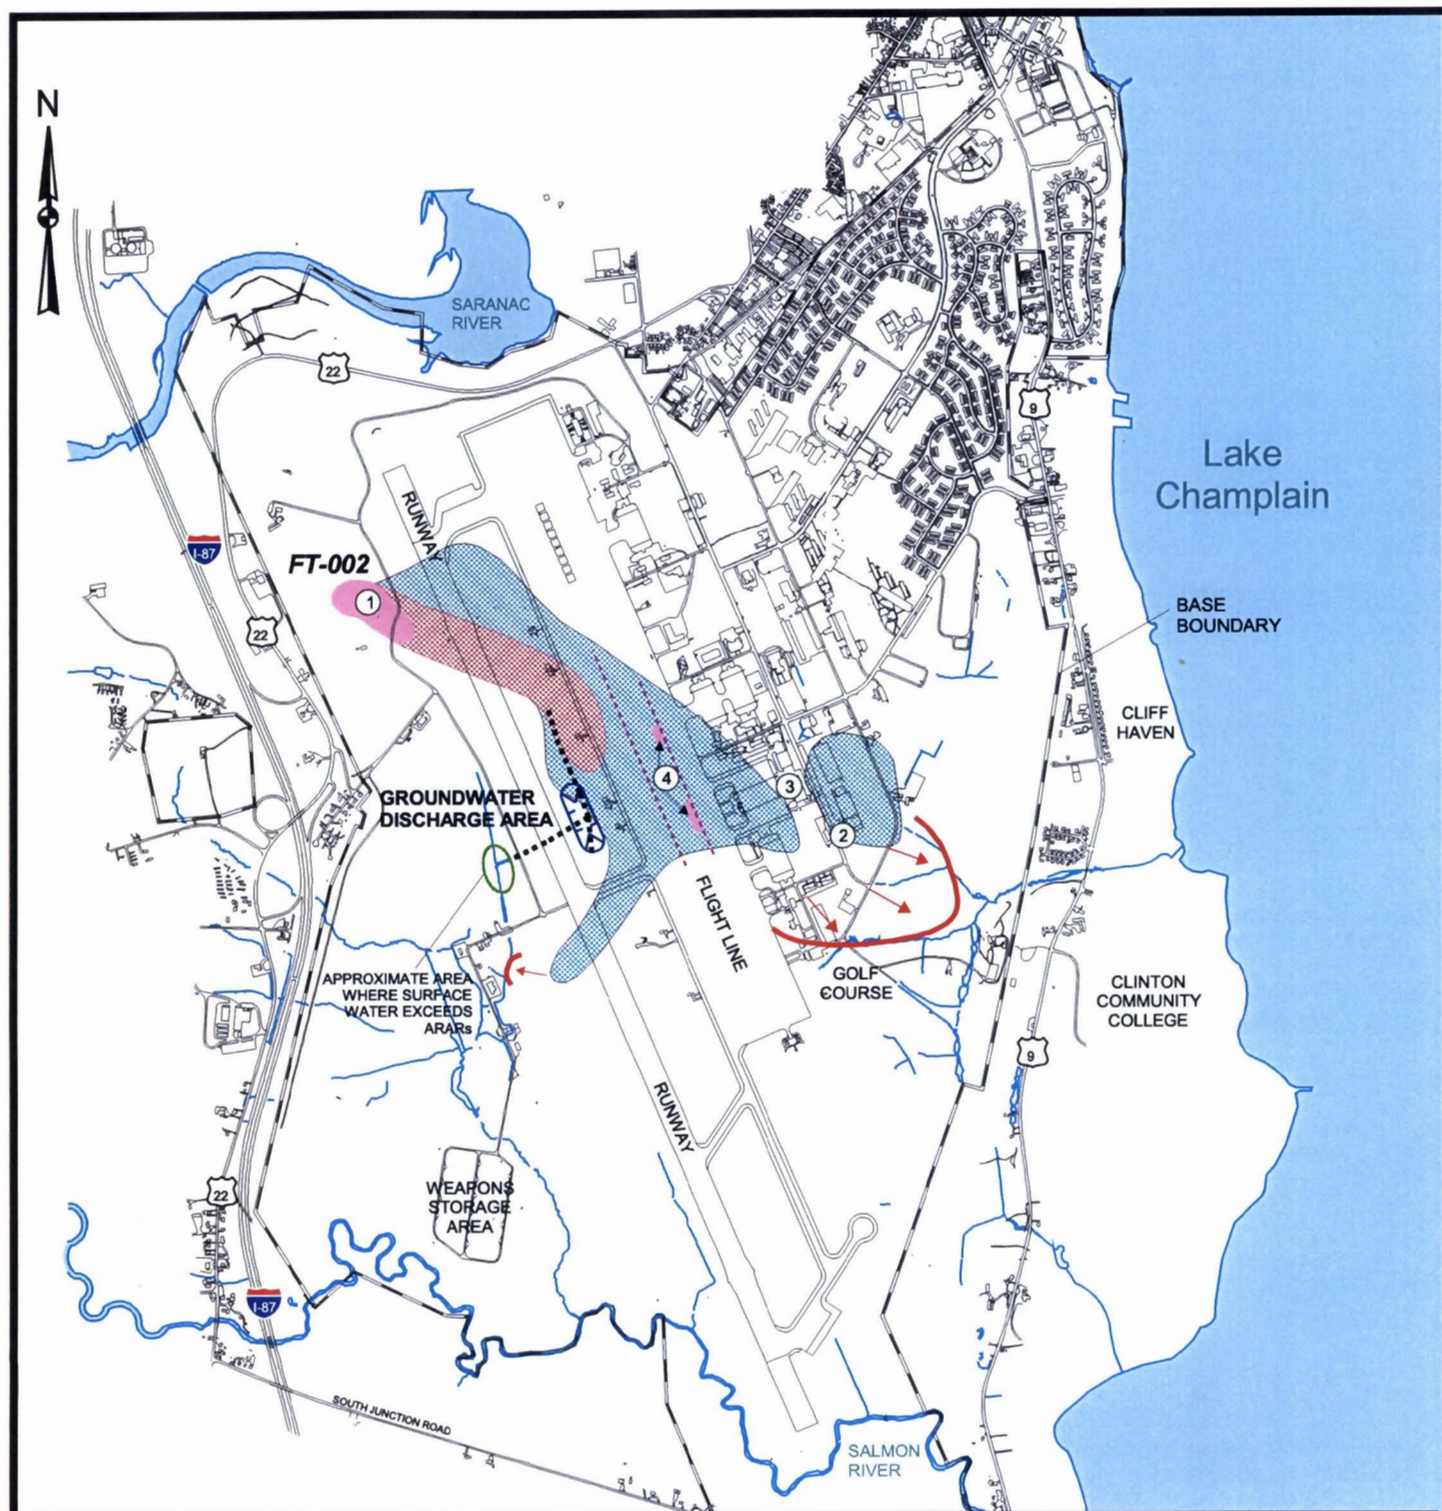 N
SARANAC
RIVER
22
9
Lake
Champlain
RUNWAY
I-87
FT-002
1
22
BASE
BOUNDARY
CLIFF
HAVEN
4
3
GROUNDWATER
DISCHARGE AREA
2
FLIGHT LINE
APPROXIMATE AREA
WHERE SURFACE
WATER EXCEEDS
ARARs
GOLF
COURSE
CLINTON
COMMUNITY
COLLEGE
9
RUNWAY
22
WEAPONS
STORAGE
AREA
I-87
SOUTH JUNCTION ROAD
SALMON
RIVER